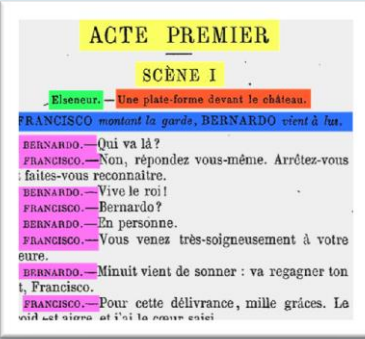 ACTE PREMIER
SCÈNE I
Elseneur. — Une plate-forme devant le château.
FRANCISCO montant la garde, BERNARDO vient à lui.
BERNARDO.—Qui va là?
FRANCISCO.—Non, répondez vous-même. Arrêtez-vous
faites-vous reconnaître.
BERNARDO.—Vive le roi!
FRANCISCO.—Bernardo?
BERNARDO.—En personne.
FRANCISCO.—Vous venez très-soigneusement à votre
eure.
BERNARDO.—Minuit vient de sonner : va regagner ton
t, Francisco.
FRANCISCO.—Pour cette délivrance, mille grâces. Le
oid est aigre, et j'ai le cœur saisi